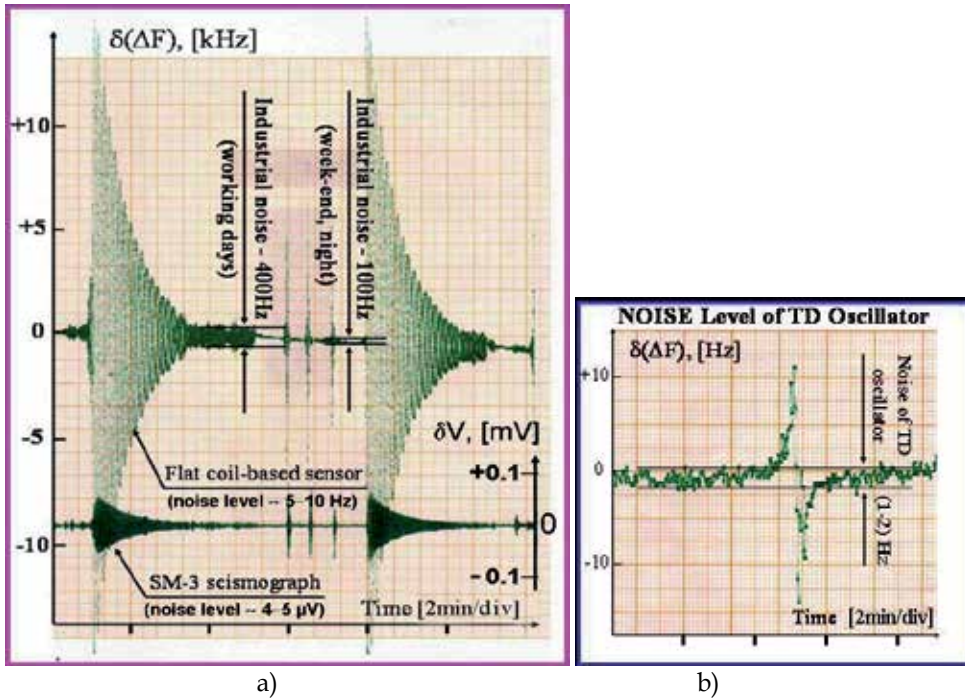 δ(ΔF), [kHz]
+10
+5
0
-5
-10
Industrial noise - 400Hz
(working days)
Industrial noise - 100Hz
(week-end, night)
δV, [mV]
+0.1
0
- 0.1
Flat coil-based sensor
(noise level -- 5-10 Hz)
SM-3 scismograph
(noise level -- 4-5 µV)
Time [2min/div]
a)
NOISE Level of TD Oscillator
δ(ΔF), [Hz]
+10
0
-10
Noise of TD
oscillator
(1-2) Hz
Time [2min/div]
b)